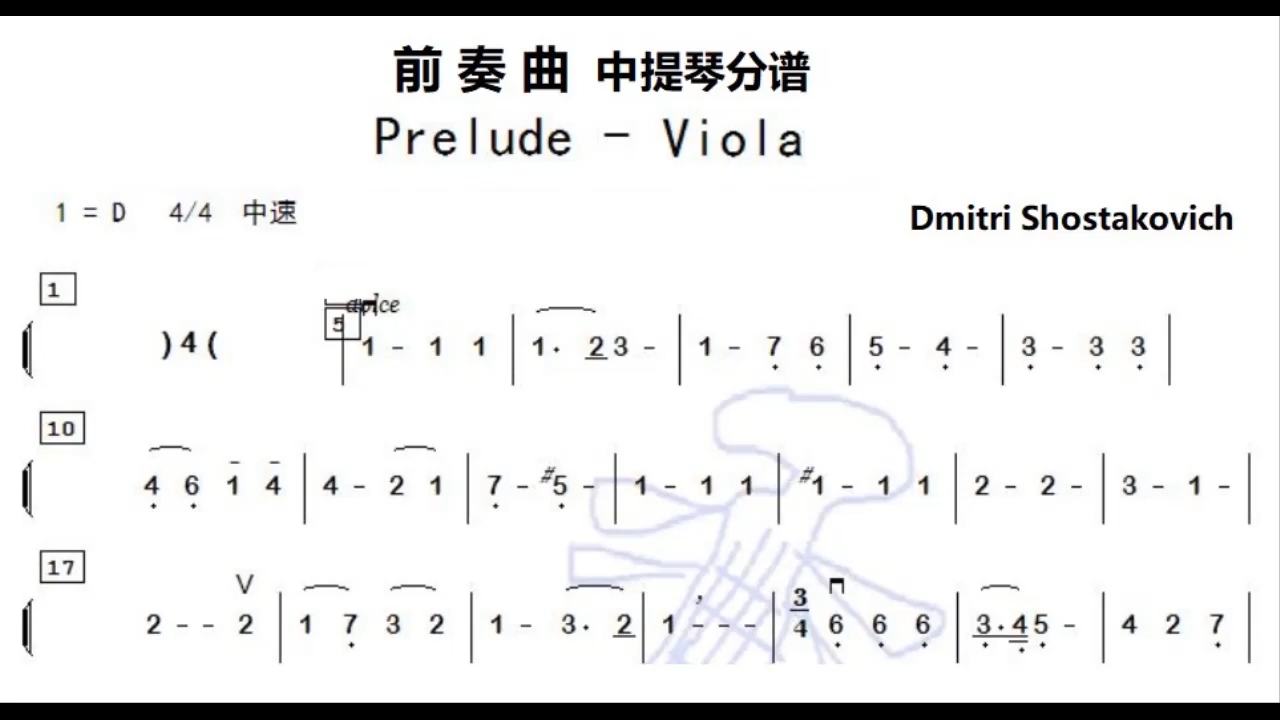 前奏曲 中提琴分谱
Prelude - Viola
1 = D 4/4 中速
Dmitri Shostakovich
1
)4(
5
1 - 1 1 | 1· 2 3 - | 1 - 7 6 | 5 - 4 - | 3 - 3 3 |
10
4 6 1 4 | 4 - 2 1 | 7 - #5 - | 1 - 1 1 | #1 - 1 1 | 2 - 2 - | 3 - 1 - |
17
V
2 - - 2 | 1 7 3 2 | 1 - 3· 2 | 1 - - - | 3/4 6 6 6 | 3·4 5 - | 4 2 7 |